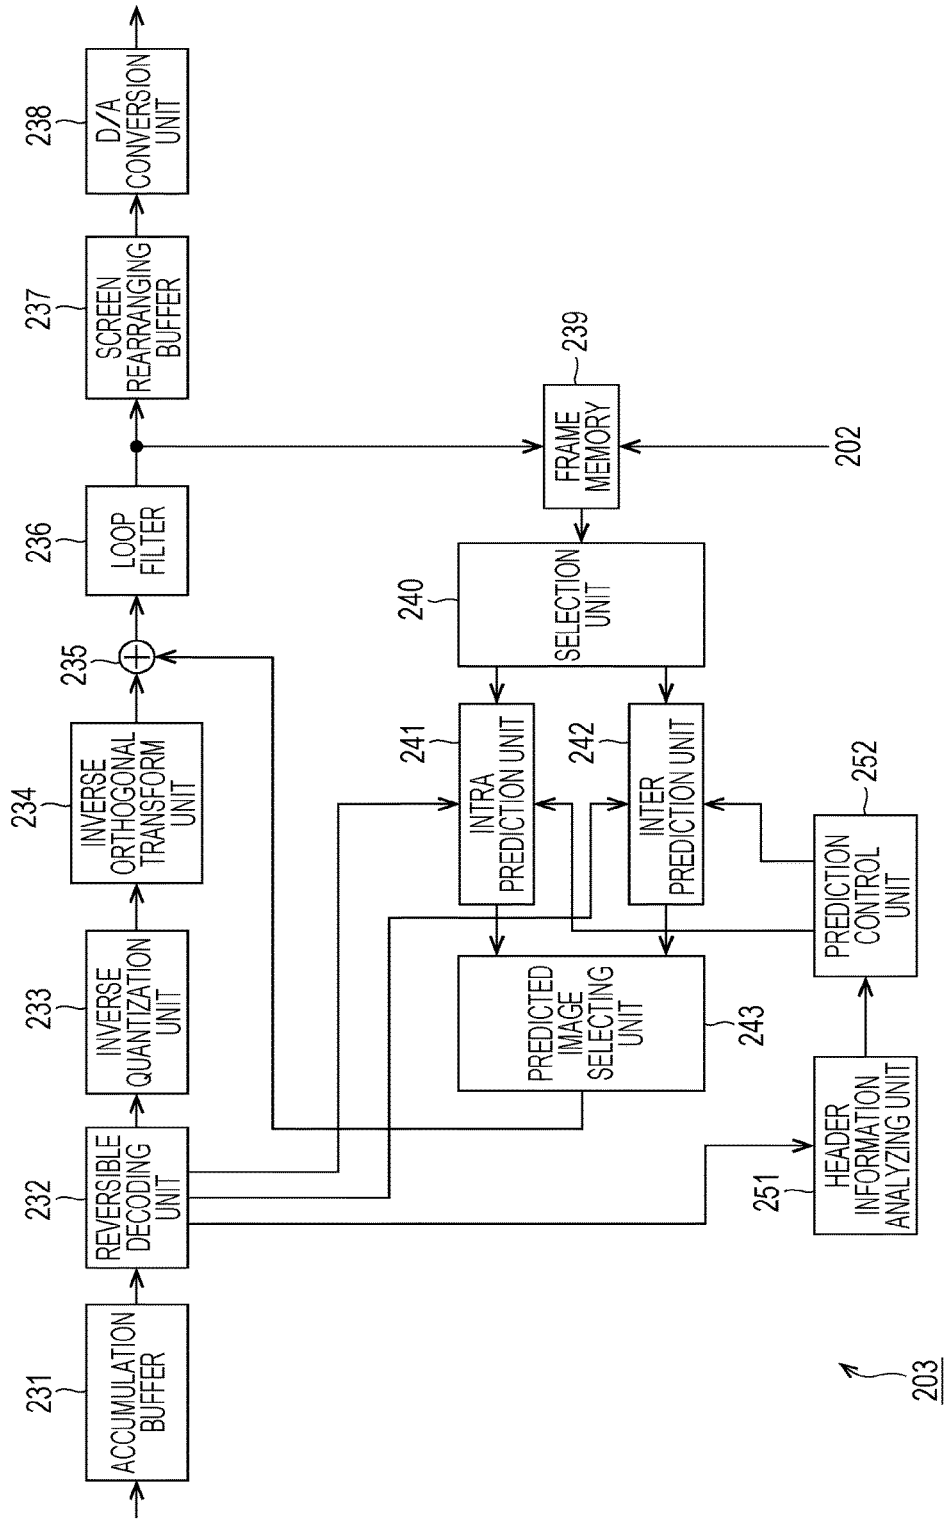 231
ACCUMULATION
BUFFER
232
REVERSIBLE
DECODING
UNIT
233
INVERSE
QUANTIZATION
UNIT
234
INVERSE
ORTHOGONAL
TRANSFORM
UNIT
235
236
LOOP
FILTER
237
SCREEN
REARRANGING
BUFFER
238
D/A
CONVERSION
UNIT
239
FRAME
MEMORY
202
240
SELECTION
UNIT
241
INTRA
PREDICTION UNIT
242
INTER
PREDICTION UNIT
PREDICTED
IMAGE
SELECTING
UNIT
243
251
HEADER
INFORMATION
ANALYZING UNIT
252
PREDICTION
CONTROL
UNIT
203